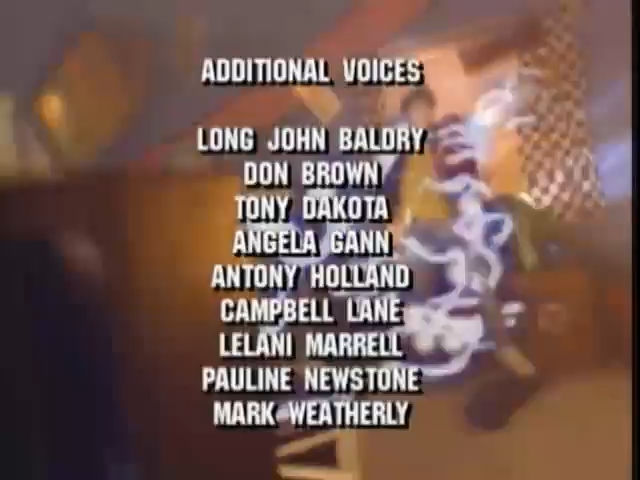 ADDITIONAL VOICES
LONG JOHN BALDRY
DON BROWN
TONY DAKOTA
ANGELA GANN
ANTONY HOLLAND
CAMPBELL LANE
LELANI MARRELL
PAULINE NEWSTONE
MARK WEATHERLY